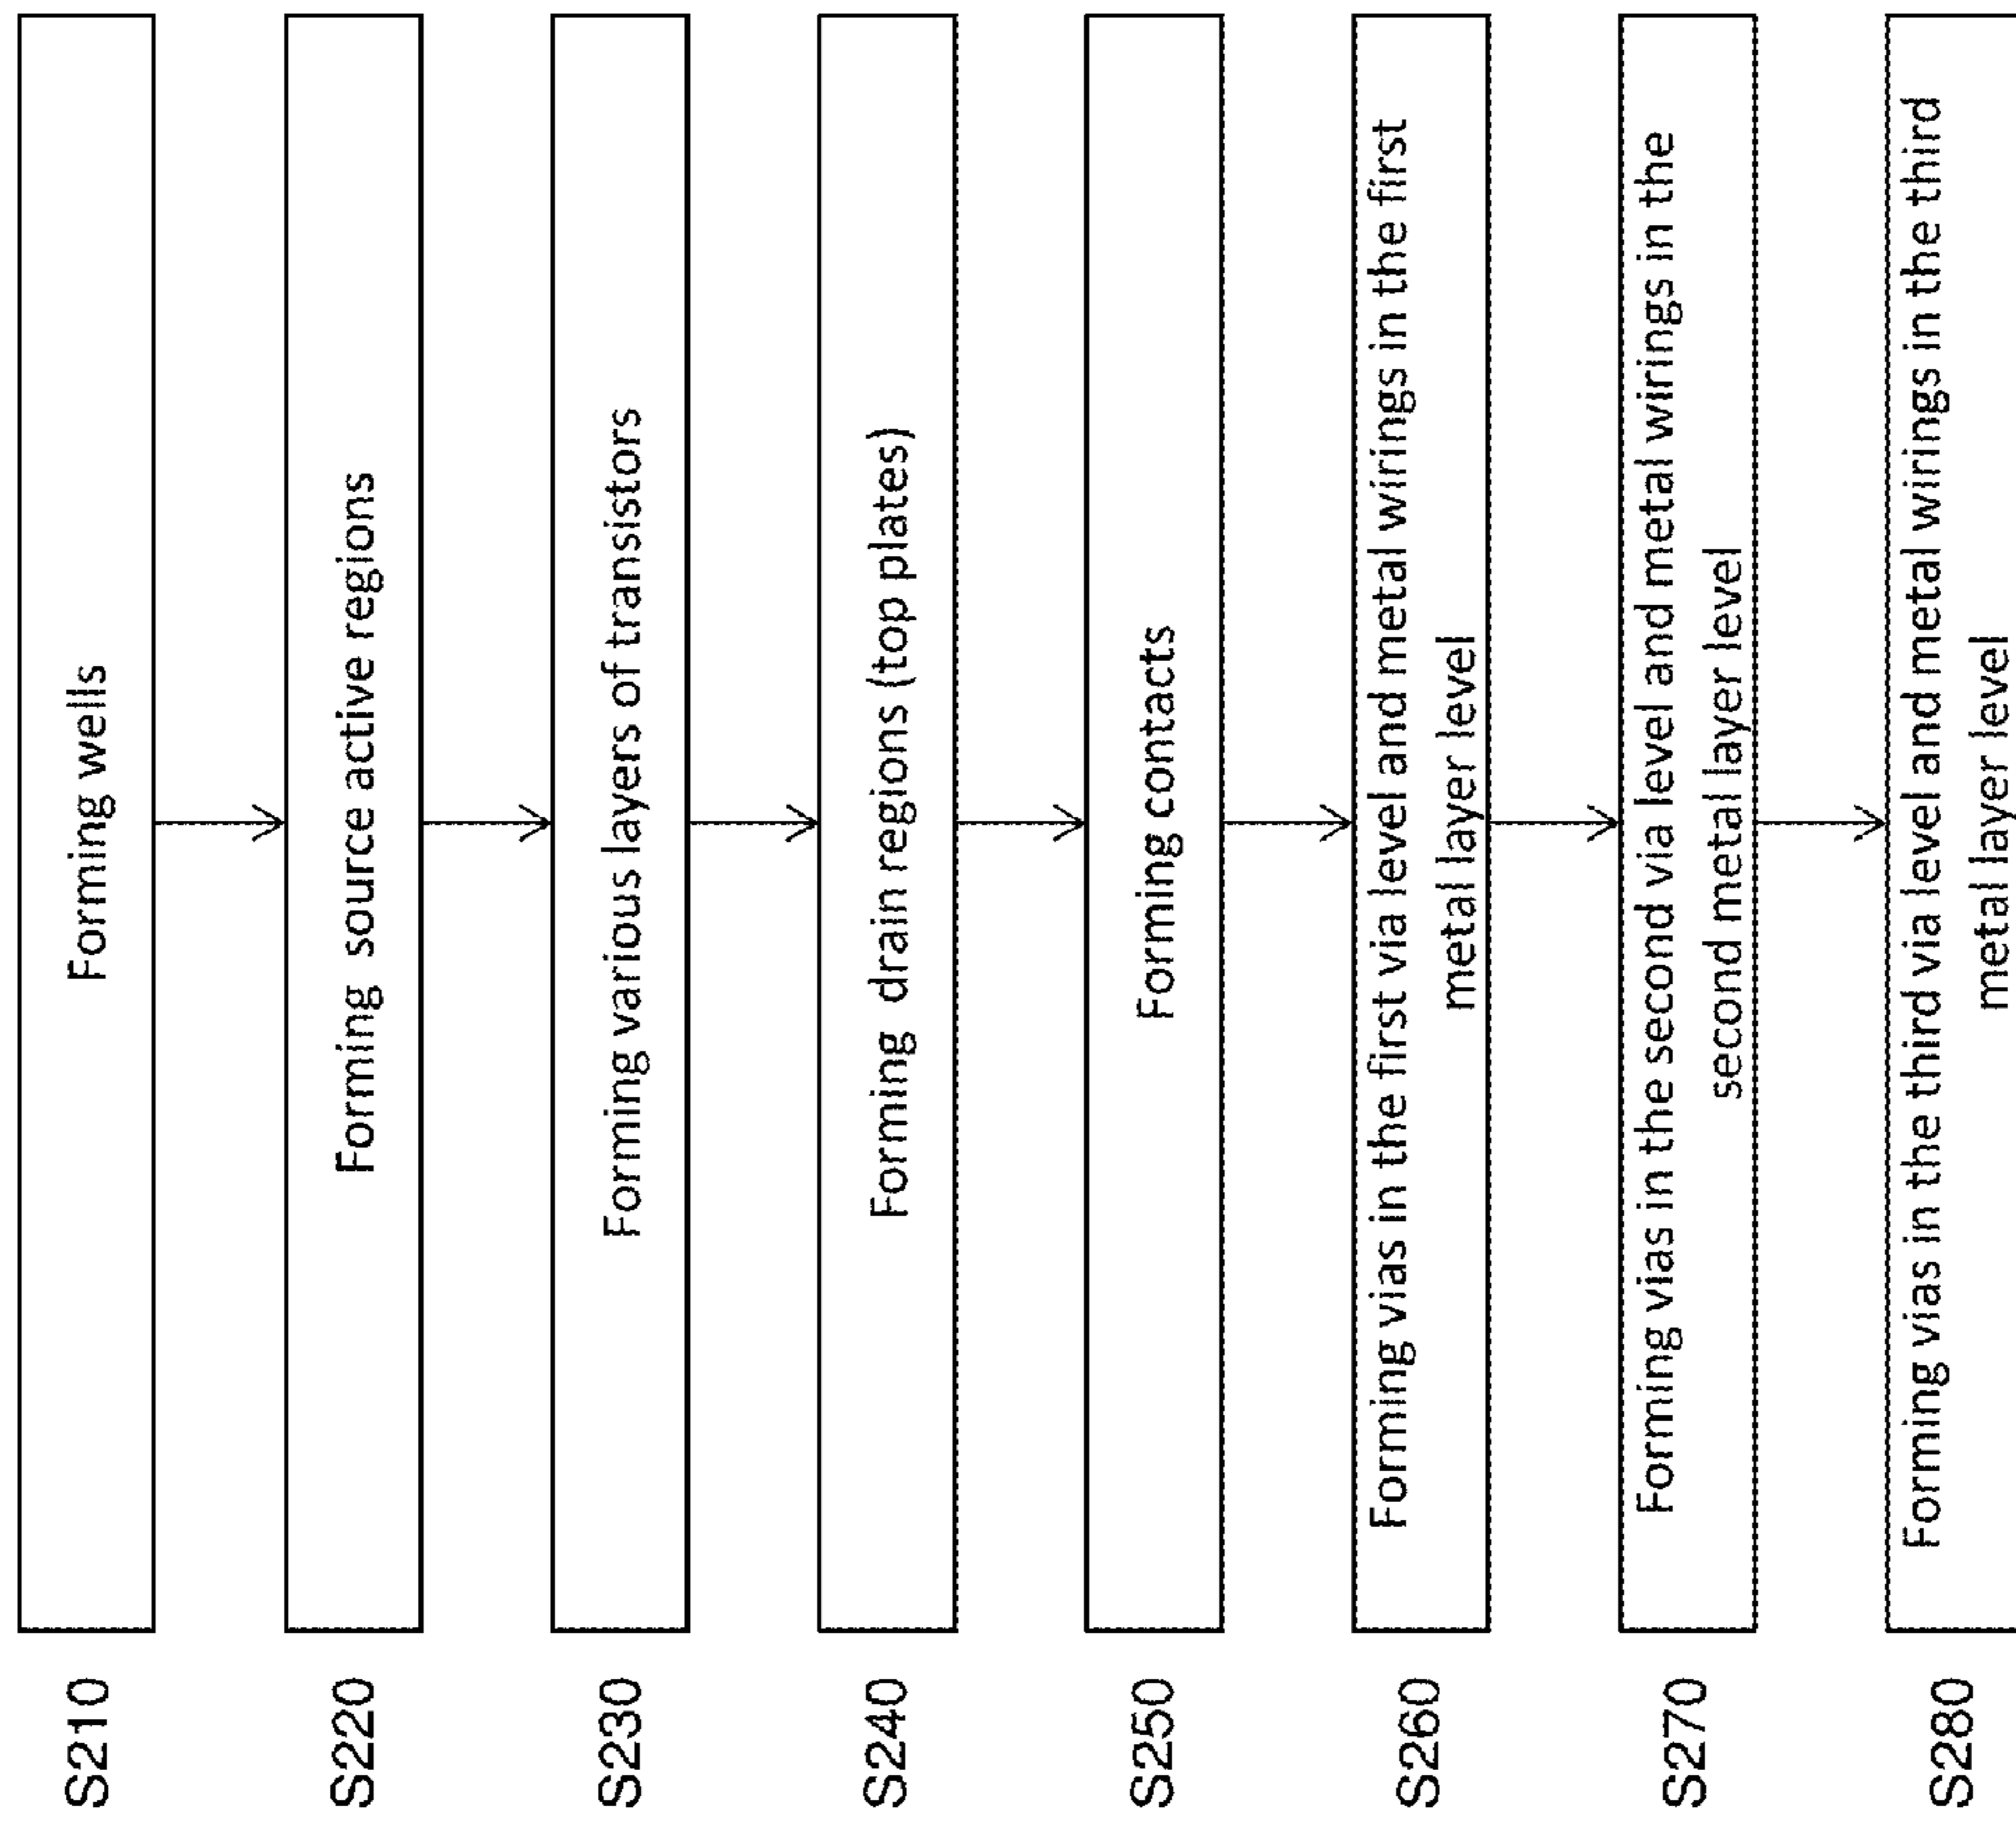 S210
Forming wells
S220
Forming source active regions
S230
Forming various layers of transistors
S240
Forming drain regions (top plates)
S250
Forming contacts
S260
Forming vias in the first via level and metal wirings in the first
metal layer level
S270
Forming vias in the second via level and metal wirings in the
second metal layer level
S280
Forming vias in the third via level and metal wirings in the third
metal layer level